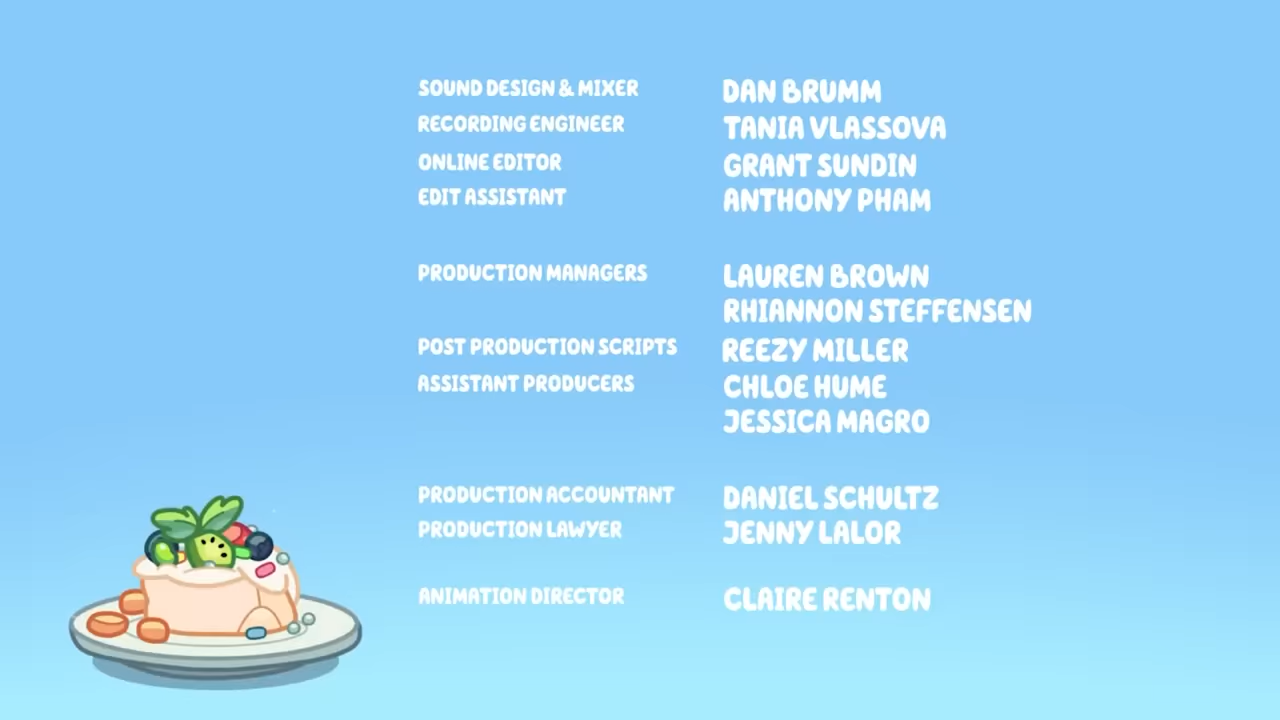 SOUND DESIGN & MIXER DAN BRUMM
RECORDING ENGINEER TANIA VLASSOVA
ONLINE EDITOR GRANT SUNDIN
EDIT ASSISTANT ANTHONY PHAM
PRODUCTION MANAGERS LAUREN BROWN
RHIANNON STEFFENSEN
POST PRODUCTION SCRIPTS REEZY MILLER
ASSISTANT PRODUCERS CHLOE HUME
JESSICA MAGRO
PRODUCTION ACCOUNTANT DANIEL SCHULTZ
PRODUCTION LAWYER JENNY LALOR
ANIMATION DIRECTOR CLAIRE RENTON